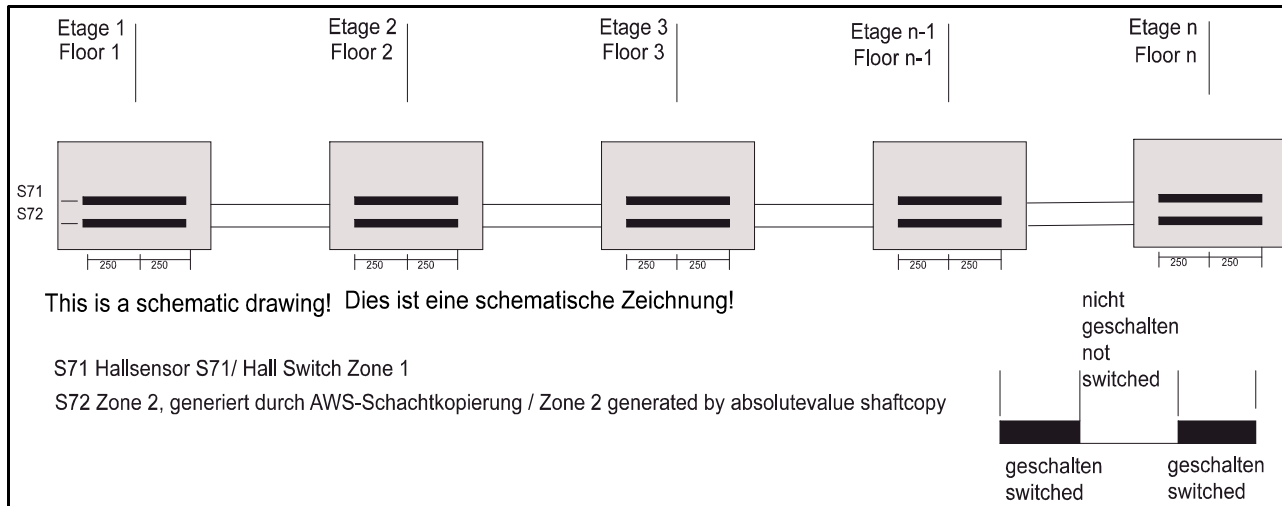 Etage 1
Floor 1
Etage 2
Floor 2
Etage 3
Floor 3
Etage n-1
Floor n-1
Etage n
Floor n
S71
S72
250 250
250 250
250 250
250 250
250 250
This is a schematic drawing! Dies ist eine schematische Zeichnung!
nicht
geschalten
not
switched
S71 Hallsensor S71/ Hall Switch Zone 1
S72 Zone 2, generiert durch AWS-Schachtkopierung / Zone 2 generated by absolutevalue shaftcopy
geschalten
switched
geschalten
switched